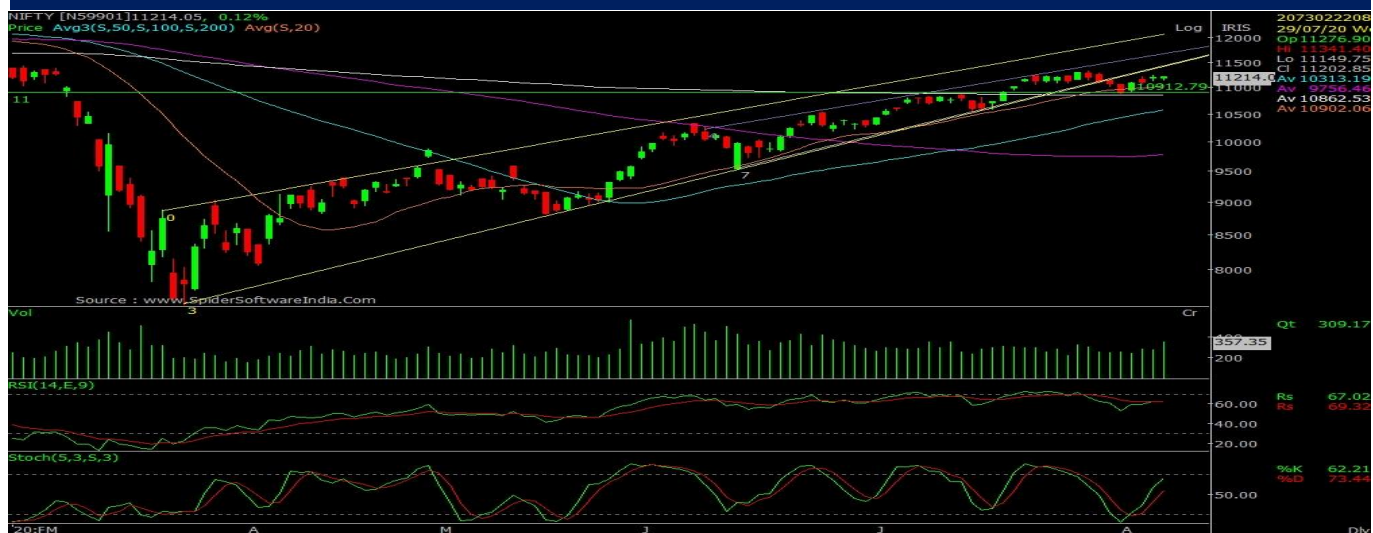 NIFTY [N59901]11214.05, 0.12%
Price Avg3(S,50,S,100,S,200) Avg(S,20)
Log
IRIS
2073022208
29/07/20 We
Op 11276.90
Hi 11341.40
Lo 11149.75
Cl 11202.85
Av 10313.19
Av 9756.46
Av 10862.53
Av 10902.06
12000
11500
11214.0
11000
10912.79
10500
10000
9500
9000
8500
8000
11
0
3
7
Source : www.SpiderSoftwareIndia.Com
Vol
Cr
Qt 309.17
357.35
200
RSI(14,E,9)
60.00
40.00
20.00
Rs 67.02
Rs 69.32
Stoch(5,3,S,3)
50.00
%K 62.21
%D 73.44
'20:FM
A
M
J
J
A
Dly